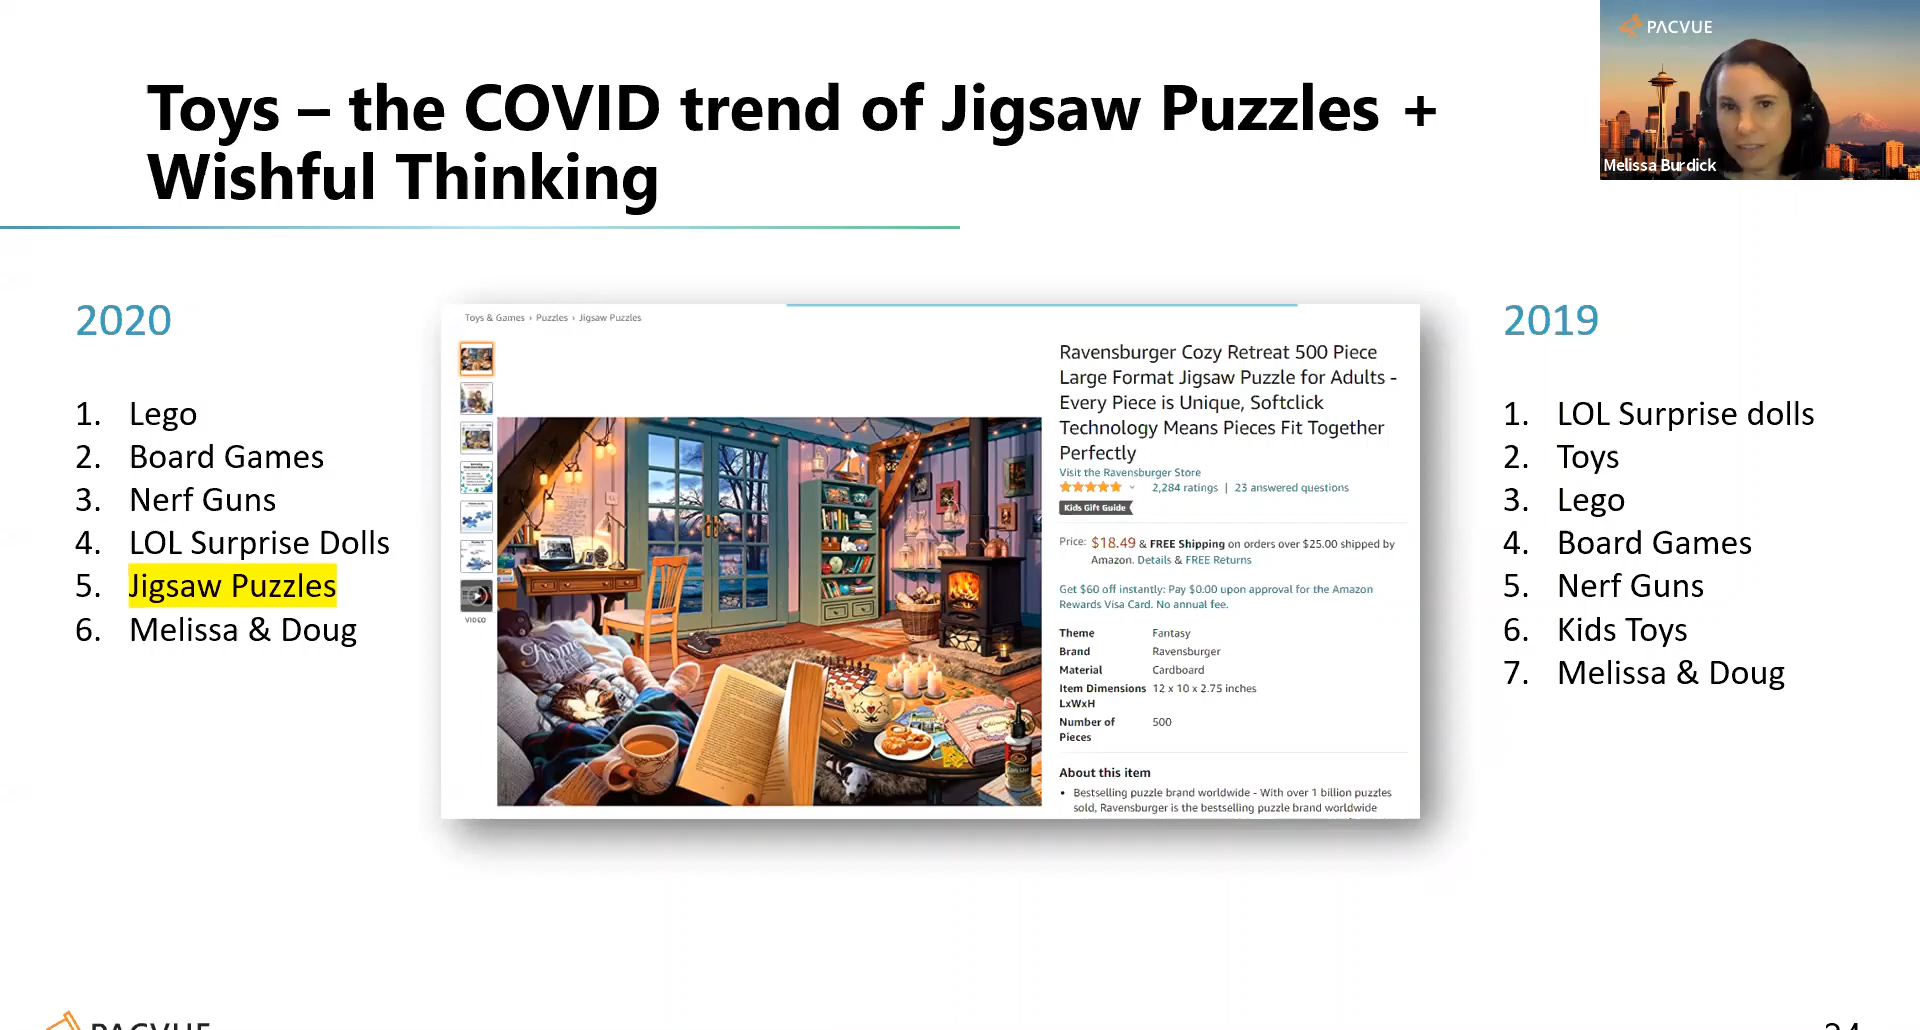 PACVUE
Melissa Burdick
Toys – the COVID trend of Jigsaw Puzzles +
Wishful Thinking
2020
1. Lego
2. Board Games
3. Nerf Guns
4. LOL Surprise Dolls
5. Jigsaw Puzzles
6. Melissa & Doug
Toys & Games › Puzzles › Jigsaw Puzzles
VIDEO
Home
Ravensburger Cozy Retreat 500 Piece
Large Format Jigsaw Puzzle for Adults -
Every Piece is Unique, Softclick
Technology Means Pieces Fit Together
Perfectly
Visit the Ravensburger Store
2,284 ratings | 23 answered questions
Kids Gift Guide
Price: $18.49 & FREE Shipping on orders over $25.00 shipped by
Amazon. Details & FREE Returns
Get $60 off instantly: Pay $0.00 upon approval for the Amazon
Rewards Visa Card. No annual fee.
Theme Fantasy
Brand Ravensburger
Material Cardboard
Item Dimensions 12 x 10 x 2.75 inches
LxWxH
Number of 500
Pieces
About this item
• Bestselling puzzle brand worldwide - With over 1 billion puzzles
sold, Ravensburger is the bestselling puzzle brand worldwide
2019
1. LOL Surprise dolls
2. Toys
3. Lego
4. Board Games
5. Nerf Guns
6. Kids Toys
7. Melissa & Doug
PACVUE